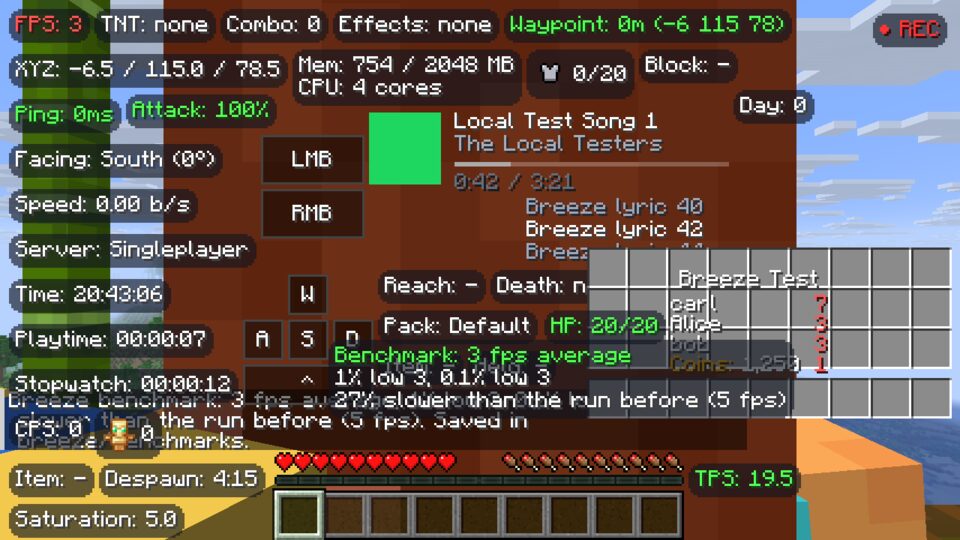 FPS: 3
TNT: none
Combo: 0
Effects: none
Waypoint: 0m (-6 115 78)
REC
XYZ: -6.5 / 115.0 / 78.5
Mem: 754 / 2048 MB
CPU: 4 cores
0/20
Block: -
Day: 0
Ping: 0ms
Attack: 100%
Local Test Song 1
The Local Testers
0:42 / 3:21
Facing: South (0°)
LMB
RMB
Breeze lyric 40
Breeze lyric 42
Breeze lyric
Speed: 0.00 b/s
Server: Singleplayer
Time: 20:43:06
W
Reach: -
Death:
Breeze Test
carl 7
Alice 3
bob 3
Coins: 1,250 1
Playtime: 00:00:07
A
S
D
Pack: Default
HP: 20/20
Benchmark: 3 fps average
1% low 3, 0.1% low 3
27% slower than the run before (5 fps)
Stopwatch: 00:00:12
^
Breeze benchmark: 3 fps
slower than the run before (5 fps). Saved in
breeze/benchmarks.
CPS: 0
0
Item: -
Despawn: 4:15
TPS: 19.5
Saturation: 5.0